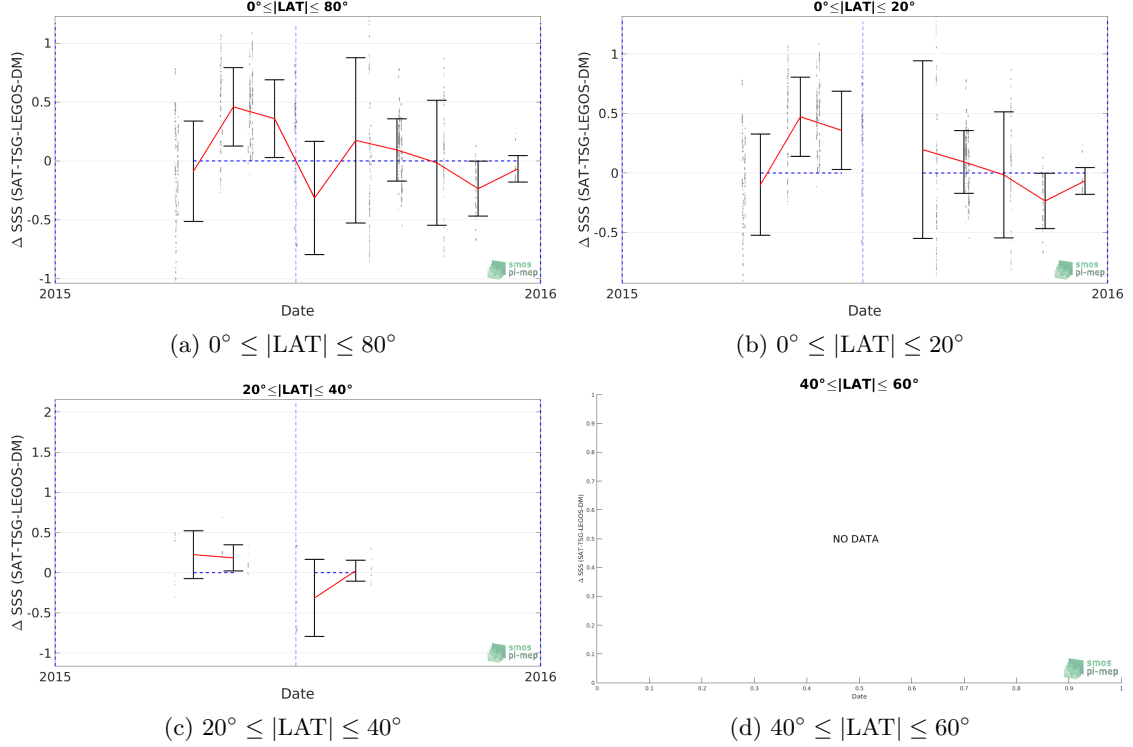 0°≤|LAT|≤ 80°
Δ SSS (SAT-TSG-LEGOS-DM)
1
0.5
0
-0.5
-1
2015
2016
Date
smos
pi-mep
(a) 0° ≤ |LAT| ≤ 80°
0°≤|LAT|≤ 20°
Δ SSS (SAT-TSG-LEGOS-DM)
1
0.5
0
-0.5
2015
2016
Date
smos
pi-mep
(b) 0° ≤ |LAT| ≤ 20°
20°≤|LAT|≤ 40°
Δ SSS (SAT-TSG-LEGOS-DM)
2
1.5
1
0.5
0
-0.5
-1
2015
2016
Date
smos
pi-mep
(c) 20° ≤ |LAT| ≤ 40°
40°≤|LAT|≤ 60°
Δ SSS (SAT-TSG-LEGOS-DM)
1
0.9
0.8
0.7
0.6
0.5
0.4
0.3
0.2
0.1
0
NO DATA
0 0.1 0.2 0.3 0.4 0.5 0.6 0.7 0.8 0.9 1
Date
smos
pi-mep
(d) 40° ≤ |LAT| ≤ 60°